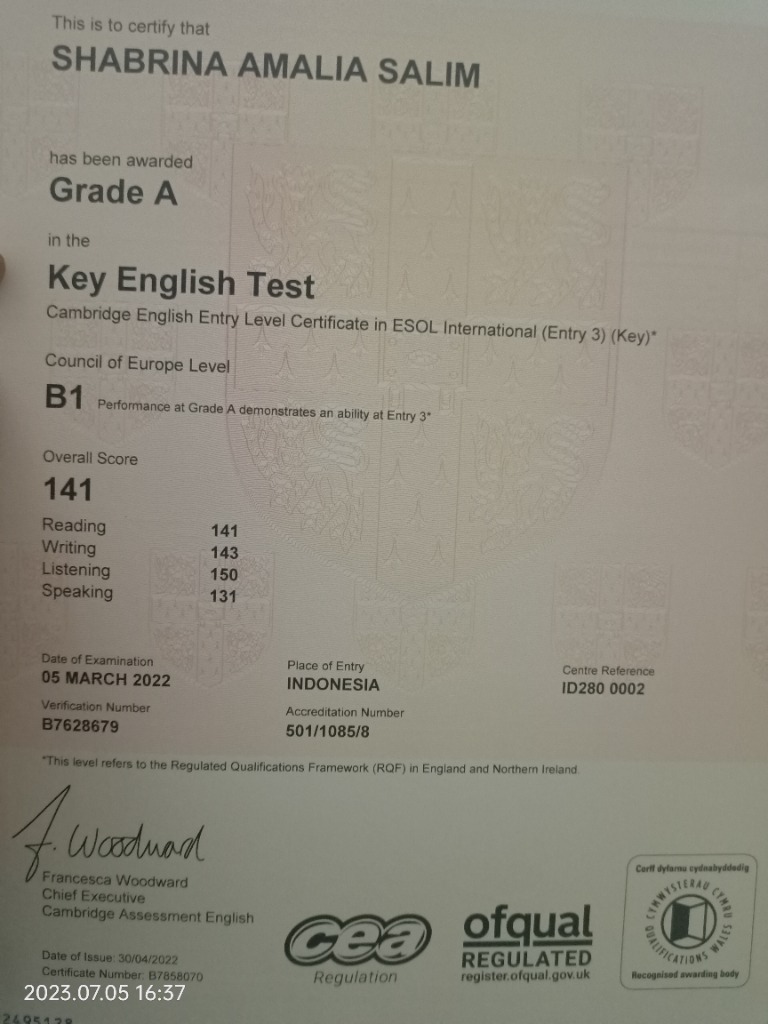 This is to certify that
SHABRINA AMALIA SALIM
has been awarded
Grade A
in the
Key English Test
Cambridge English Entry Level Certificate in ESOL International (Entry 3) (Key)*
Council of Europe Level
B1 Performance at Grade A demonstrates an ability at Entry 3*
Overall Score
141
Reading 141
Writing 143
Listening 150
Speaking 131
Date of Examination
05 MARCH 2022
Place of Entry
INDONESIA
Centre Reference
ID280 0002
Verification Number
B7628679
Accreditation Number
501/1085/8
*This level refers to the Regulated Qualifications Framework (RQF) in England and Northern Ireland.
F. Woodward
Francesca Woodward
Chief Executive
Cambridge Assessment English
Date of Issue: 30/04/2022
Certificate Number: B7858070
cea
Regulation
ofqual
REGULATED
register.ofqual.gov.uk
Corff dyfarnu cydnabyddedig
CYMWYSTERAU CYMRU
QUALIFICATIONS WALES
Recognised awarding body
2023.07.05 16:37